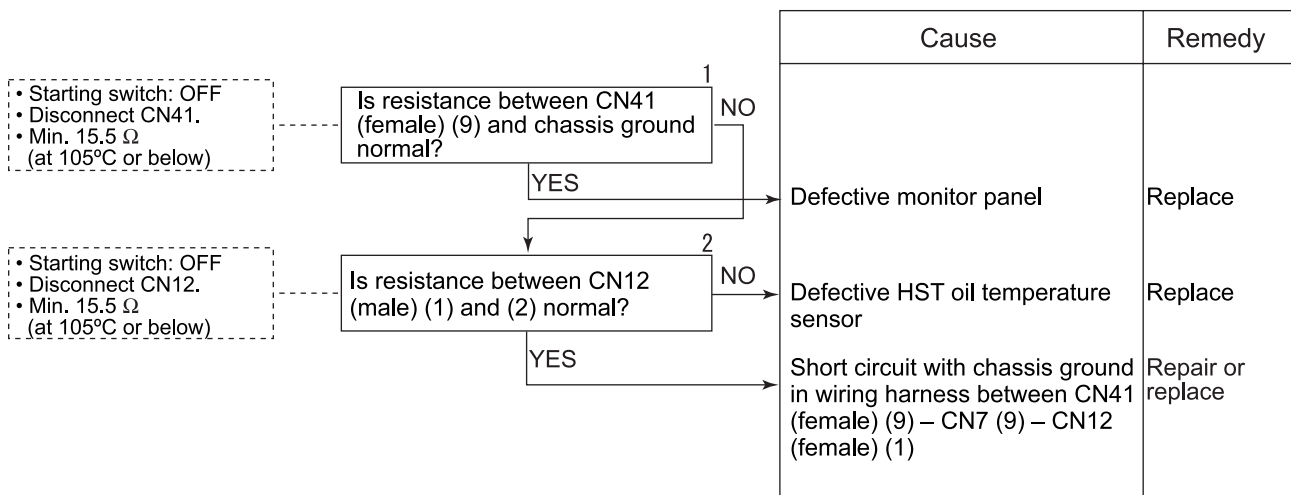 Cause
Remedy
• Starting switch: OFF
• Disconnect CN41.
• Min. 15.5 Ω
(at 105ºC or below)
1
Is resistance between CN41
(female) (9) and chassis ground
normal?
NO
YES
Defective monitor panel
Replace
• Starting switch: OFF
• Disconnect CN12.
• Min. 15.5 Ω
(at 105ºC or below)
2
Is resistance between CN12
(male) (1) and (2) normal?
NO
Defective HST oil temperature
sensor
Replace
YES
Short circuit with chassis ground
in wiring harness between CN41
(female) (9) – CN7 (9) – CN12
(female) (1)
Repair or
replace